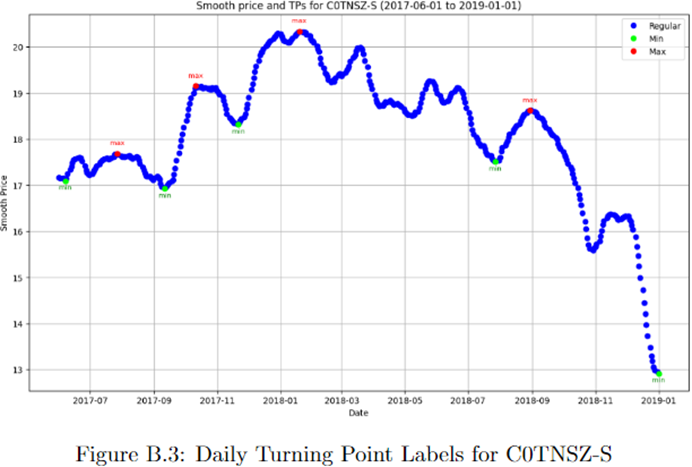 Smooth price and TPs for C0TNSZ-S (2017-06-01 to 2019-01-01)
Regular
Min
Max
20
19
18
17
16
15
14
13
Smooth Price
max
max
max
max
min
min
min
min
min
2017-07
2017-09
2017-11
2018-01
2018-03
2018-05
2018-07
2018-09
2018-11
2019-01
Date
Figure B.3: Daily Turning Point Labels for C0TNSZ-S